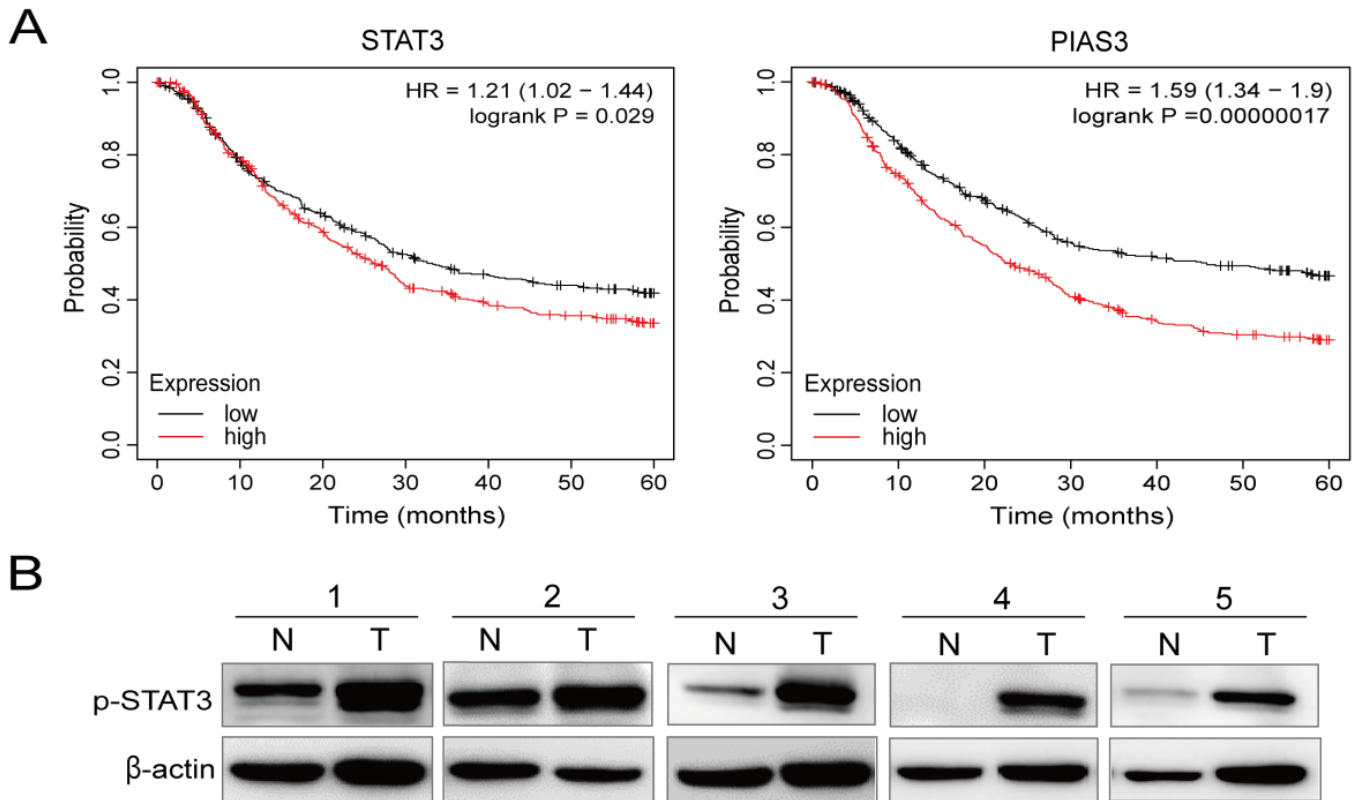 A
STAT3
HR = 1.21 (1.02 − 1.44)
logrank P = 0.029
Probability
1.0
0.8
0.6
0.4
0.2
0.0
Expression
low
high
0 10 20 30 40 50 60
Time (months)
PIAS3
HR = 1.59 (1.34 − 1.9)
logrank P =0.00000017
Probability
1.0
0.8
0.6
0.4
0.2
0.0
Expression
low
high
0 10 20 30 40 50 60
Time (months)
B
1 2 3 4 5
N T N T N T N T N T
p-STAT3
β-actin